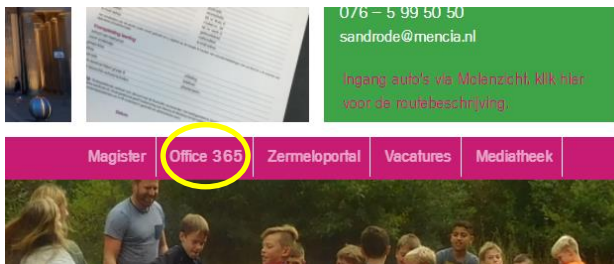 076 – 5 99 50 50
sandrode@mencia.nl
Ingang auto's via Molenzicht, klik hier
voor de routebeschrijving.
Magister
Office 365
Zermeloportal
Vacatures
Mediatheek